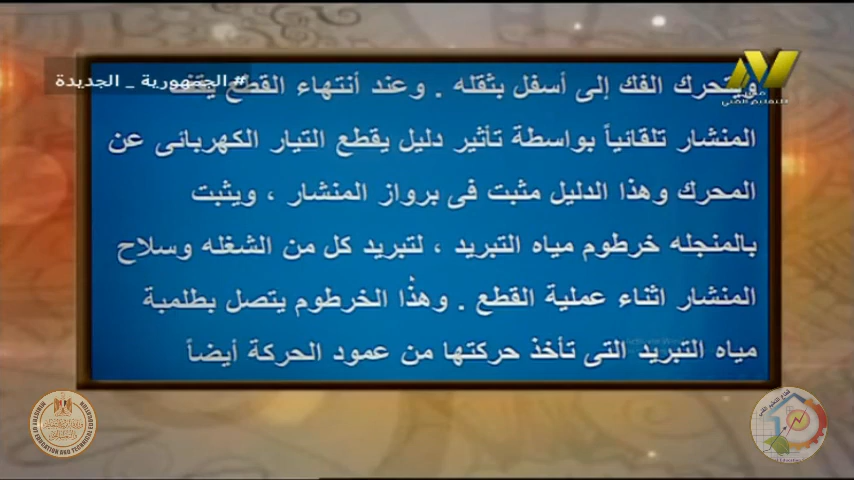 #الجمهورية _ الجديدة
ويتحرك الفك إلى أسفل بثقله . وعند أنتهاء القطع يقف
المنشار تلقائياً بواسطة تأثير دليل يقطع التيار الكهربائى عن
المحرك وهذا الدليل مثبت فى برواز المنشار ، ويثبت
بالمنجله خرطوم مياه التبريد ، لتبريد كل من الشغله وسلاح
المنشار اثناء عملية القطع . وهذا الخرطوم يتصل بطلمبة
مياه التبريد التى تأخذ حركتها من عمود الحركة أيضاً